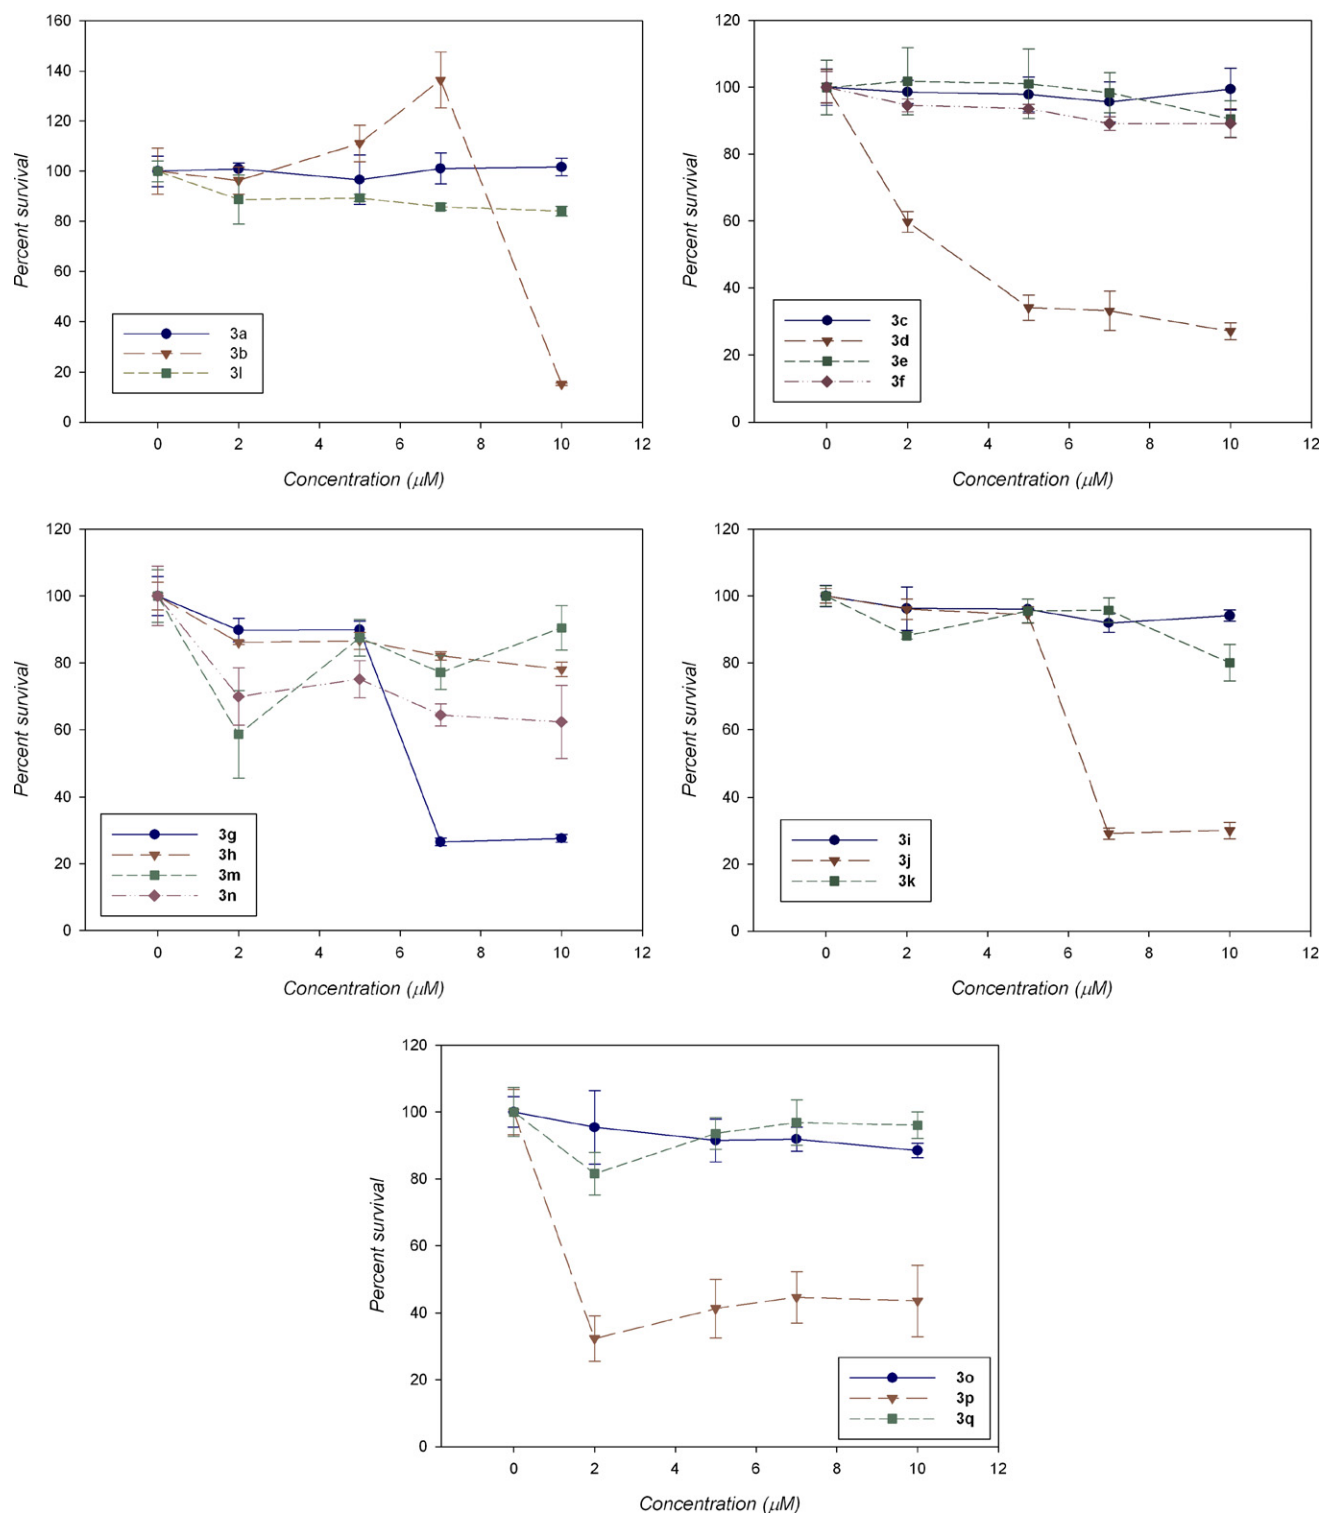 160
140
120
100
80
60
40
20
0
0 2 4 6 8 10 12
Percent survival
Concentration (μM)
3a
3b
3l
120
100
80
60
40
20
0
0 2 4 6 8 10 12
Percent survival
Concentration (μM)
3c
3d
3e
3f
120
100
80
60
40
20
0
0 2 4 6 8 10 12
Percent survival
Concentration (μM)
3g
3h
3m
3n
120
100
80
60
40
20
0
0 2 4 6 8 10 12
Percent survival
Concentration (μM)
3i
3j
3k
120
100
80
60
40
20
0
0 2 4 6 8 10 12
Percent survival
Concentration (μM)
3o
3p
3q